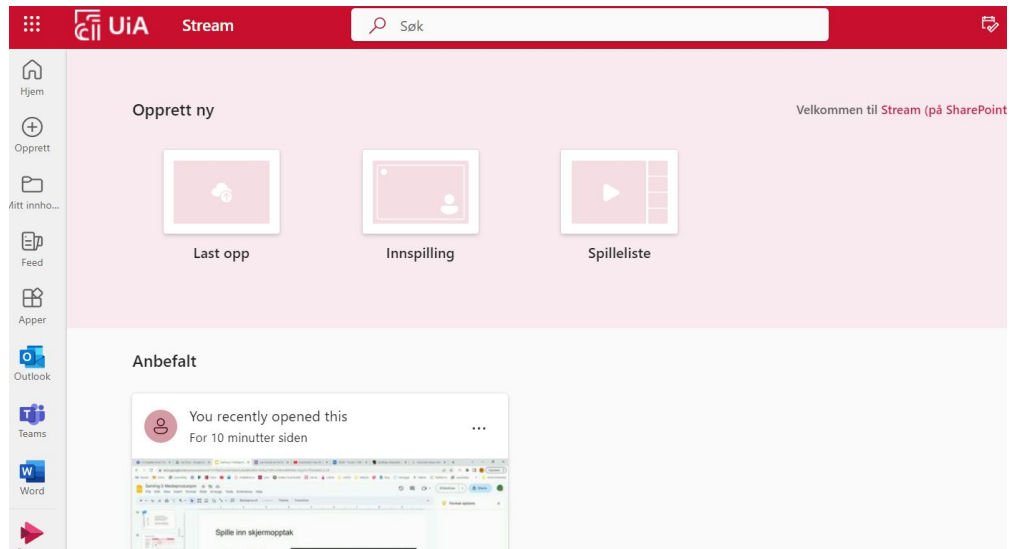 UiA Stream Søk
Hjem
Opprett
Mitt innho...
Feed
Apper
Outlook
Teams
Word
Opprett ny
Velkommen til Stream (på SharePoint
Last opp Innspilling Spilleliste
Anbefalt
You recently opened this
For 10 minutter siden
Spille inn skjermopptak